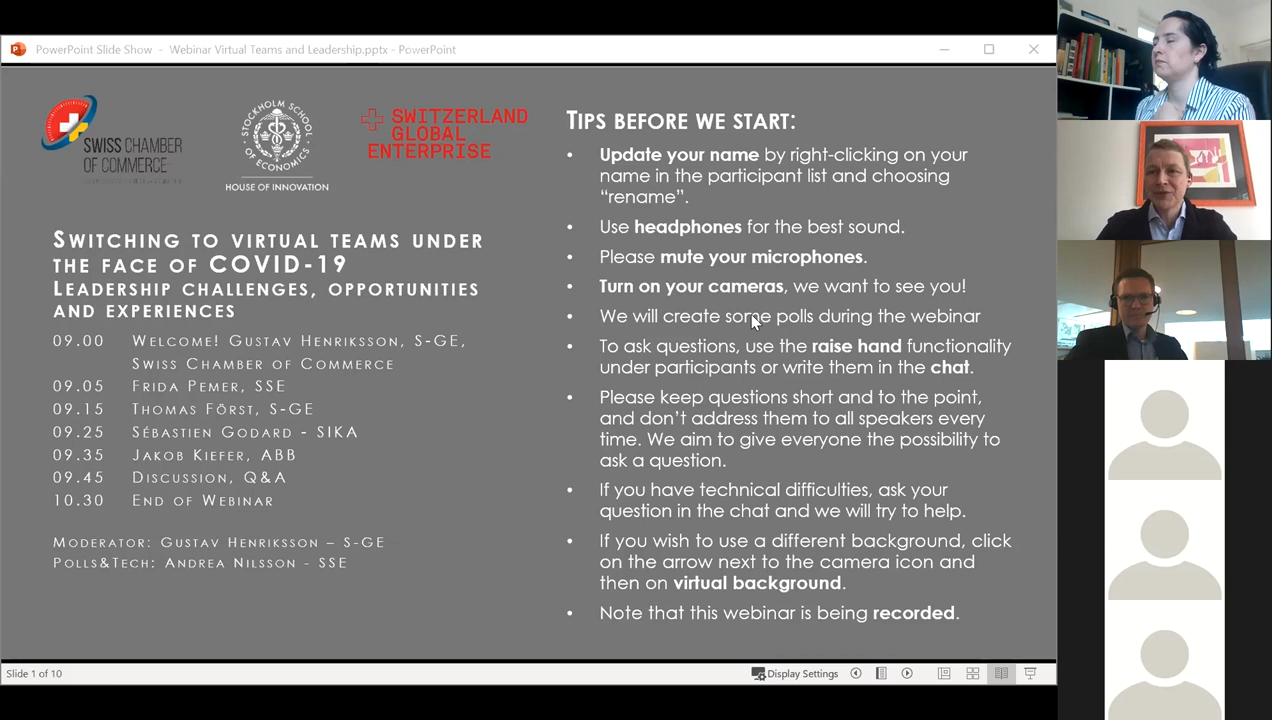 PowerPoint Slide Show - Webinar Virtual Teams and Leadership.pptx - PowerPoint
SWISS CHAMBER
OF COMMERCE
STOCKHOLM SCHOOL
OF ECONOMICS
HOUSE OF INNOVATION
SWITZERLAND
GLOBAL
ENTERPRISE
SWITCHING TO VIRTUAL TEAMS UNDER
THE FACE OF COVID-19
LEADERSHIP CHALLENGES, OPPORTUNITIES
AND EXPERIENCES
09.00 WELCOME! GUSTAV HENRIKSSON, S-GE,
SWISS CHAMBER OF COMMERCE
09.05 FRIDA PEMER, SSE
09.15 THOMAS FÖRST, S-GE
09.25 SÉBASTIEN GODARD - SIKA
09.35 JAKOB KIEFER, ABB
09.45 DISCUSSION, Q&A
10.30 END OF WEBINAR
MODERATOR: GUSTAV HENRIKSSON – S-GE
POLLS&TECH: ANDREA NILSSON - SSE
TIPS BEFORE WE START:
• Update your name by right-clicking on your
name in the participant list and choosing
“rename”.
• Use headphones for the best sound.
• Please mute your microphones.
• Turn on your cameras, we want to see you!
• We will create some polls during the webinar
• To ask questions, use the raise hand functionality
under participants or write them in the chat.
• Please keep questions short and to the point,
and don’t address them to all speakers every
time. We aim to give everyone the possibility to
ask a question.
• If you have technical difficulties, ask your
question in the chat and we will try to help.
• If you wish to use a different background, click
on the arrow next to the camera icon and
then on virtual background.
• Note that this webinar is being recorded.
Slide 1 of 10
Display Settings